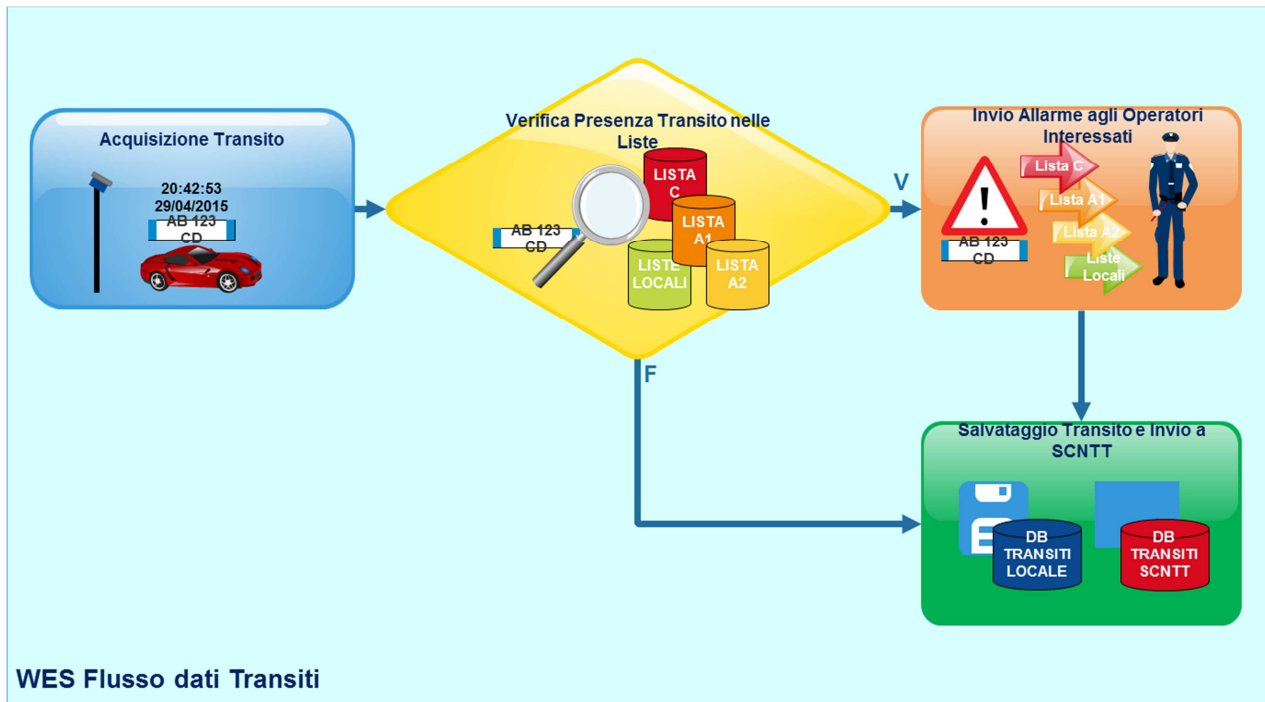 Acquisizione Transito
20:42:53
29/04/2015
AB 123
CD
Verifica Presenza Transito nelle
Liste
AB 123
CD
LISTA
C
LISTA
A1
LISTE
LOCALI
LISTA
A2
V
F
Invio Allarme agli Operatori
Interessati
!
AB 123
CD
Lista C
Lista A1
Lista A2
Liste
Locali
Salvataggio Transito e Invio a
SCNTT
DB
TRANSITI
LOCALE
DB
TRANSITI
SCNTT
WES Flusso dati Transiti